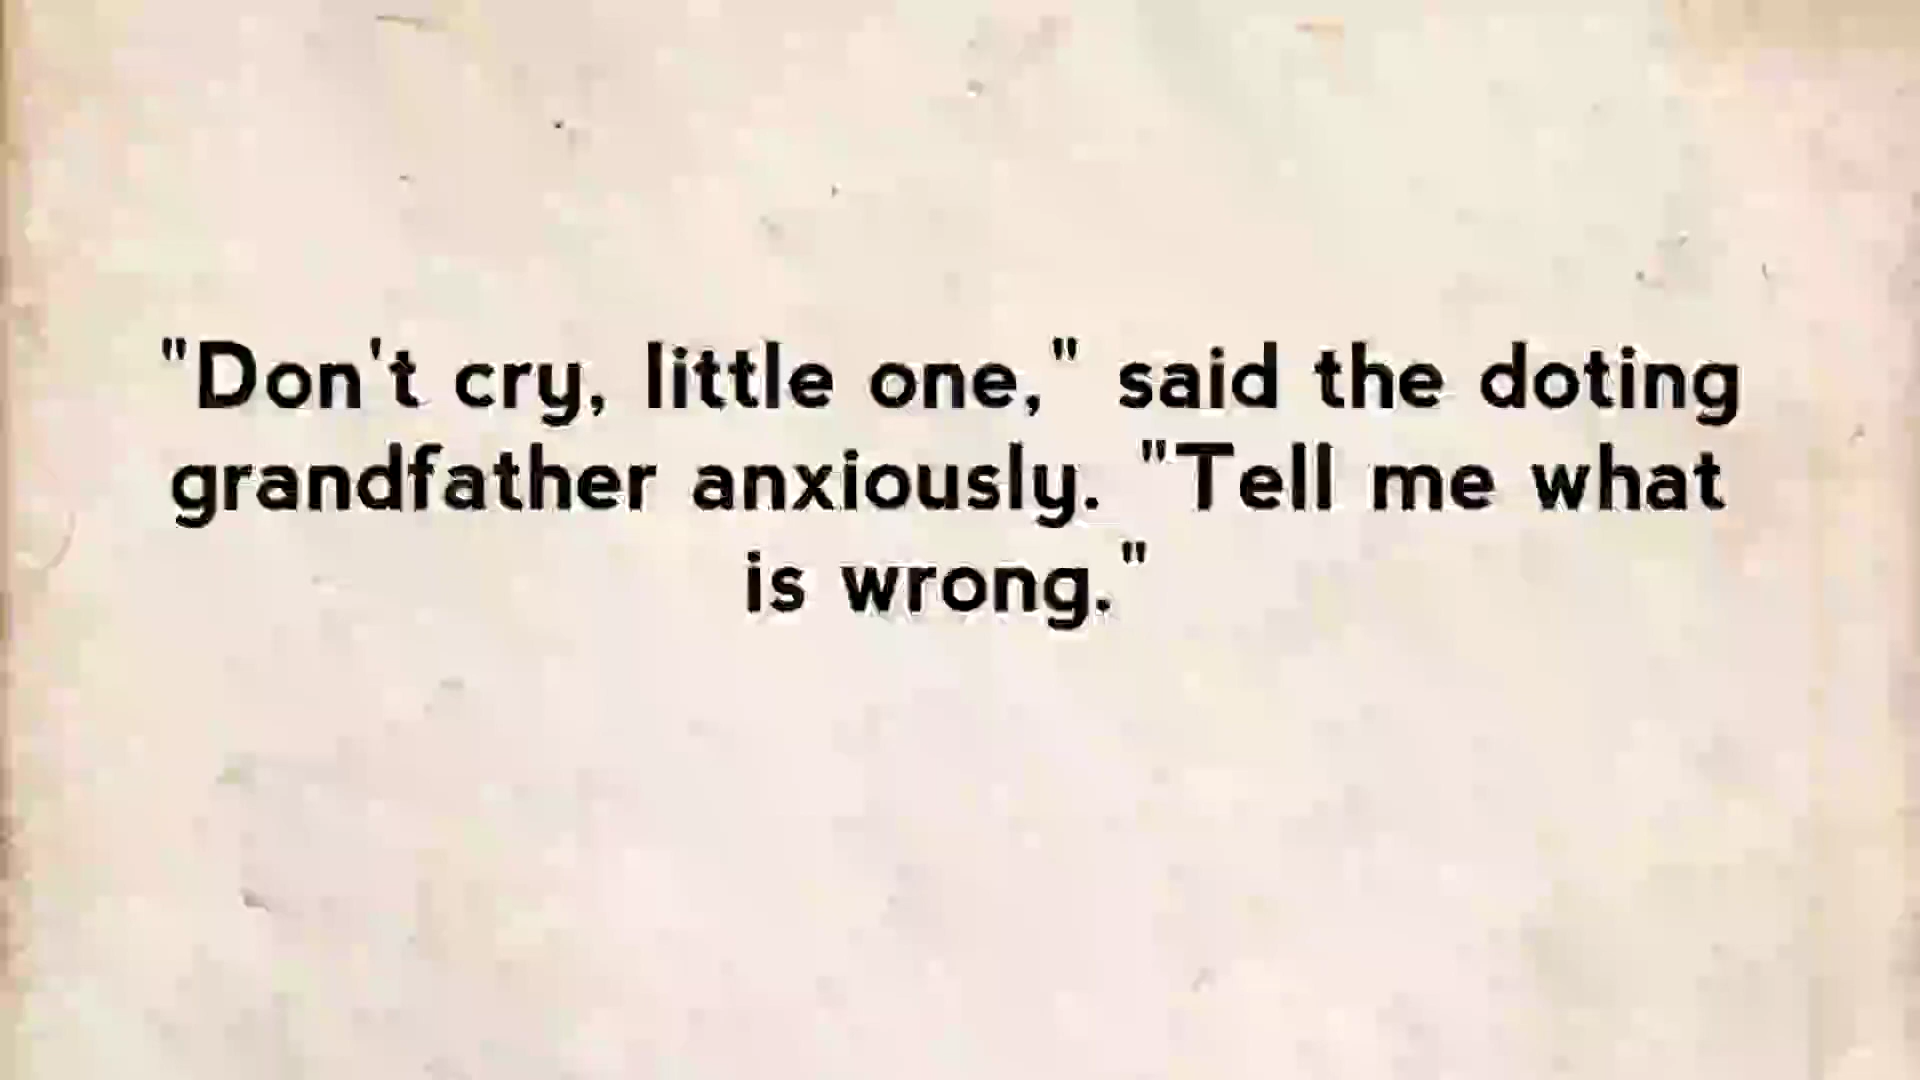 "Don't cry, little one," said the doting
grandfather anxiously. "Tell me what
is wrong."